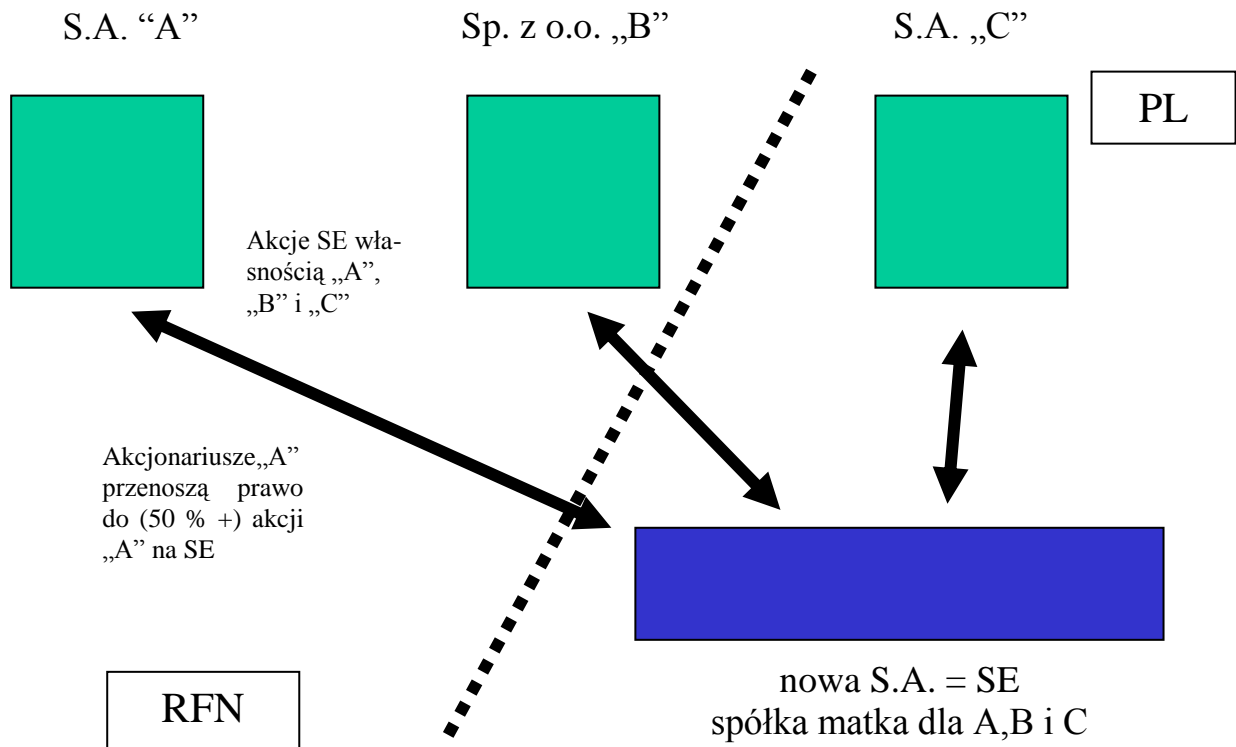 S.A. “A”
Sp. z o.o. „B”
S.A. „C”
PL
Akcje SE wła-
snością „A”,
„B” i „C”
Akcjonariusze„A”
przenoszą prawo
do (50 % +) akcji
„A” na SE
RFN
nowa S.A. = SE
spółka matka dla A,B i C